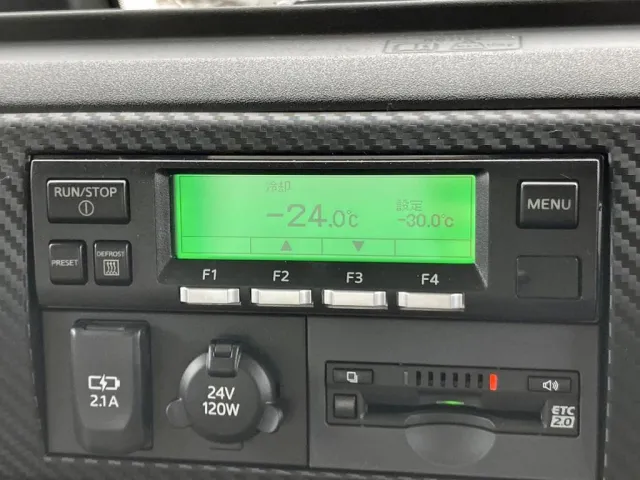 RUN/STOP
冷却
-24.0℃
設定
-30.0℃
MENU
PRESET
DEFROST
▲
▼
F1
F2
F3
F4
2.1A
24V
120W
ETC
2.0